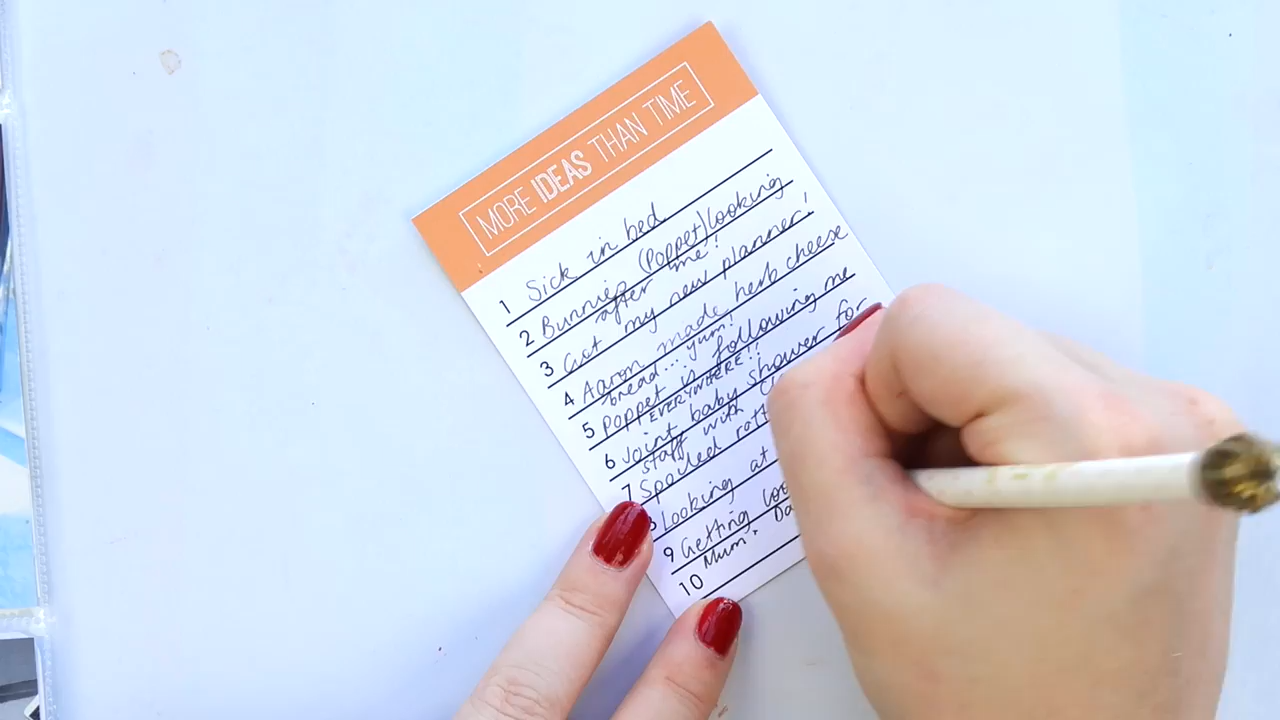 MORE IDEAS THAN TIME
1 Sick in bed
2 Bunnies (Poppet) looking
after me!
3 Got my new planner!
4 Aaron made herb cheese
bread... yum!
5 Poppet is following me
EVERYWHERE!!
6 Joint baby shower for
staff with
7 Spoiled
8 Looking at
9 Getting
Mum
10